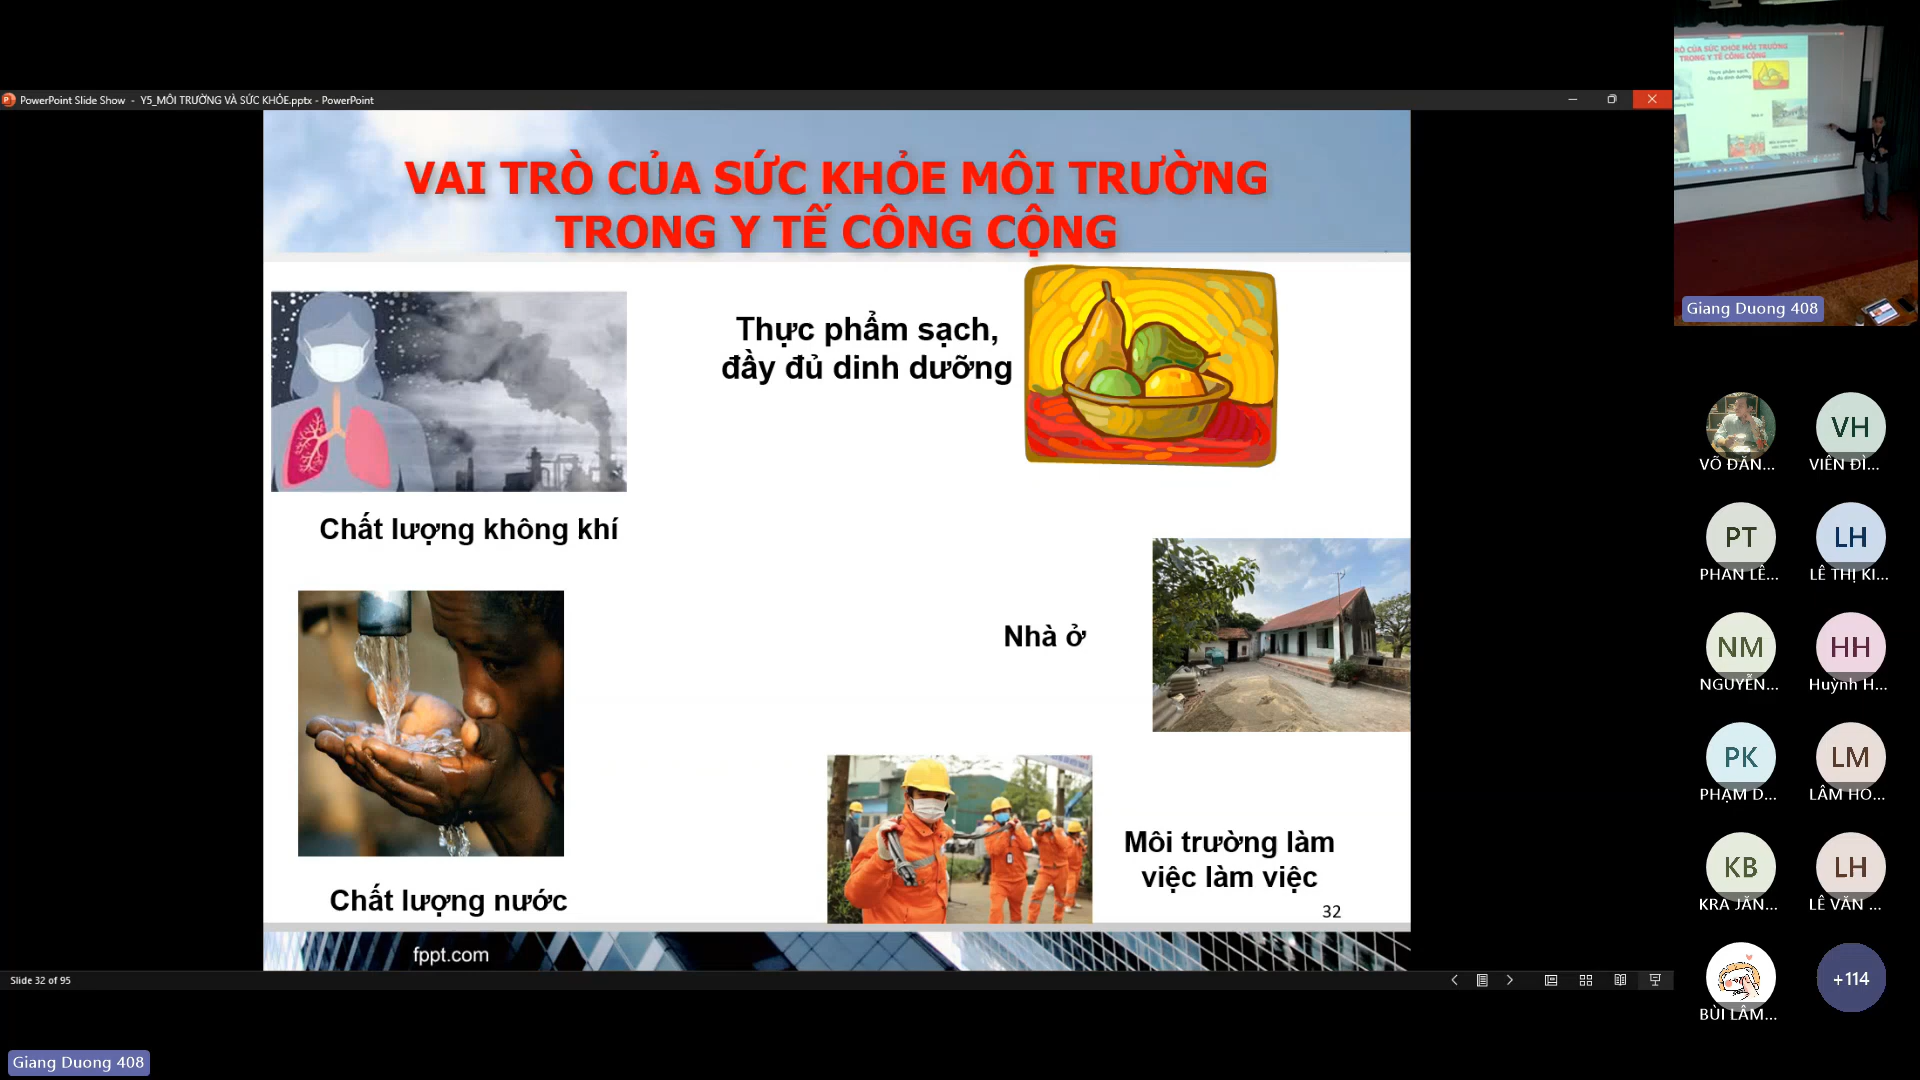 PowerPoint Slide Show - Y5_MÔI TRƯỜNG VÀ SỨC KHỎE.pptx - PowerPoint
VAI TRÒ CỦA SỨC KHỎE MÔI TRƯỜNG
TRONG Y TẾ CÔNG CỘNG
Thực phẩm sạch,
đầy đủ dinh dưỡng
Chất lượng không khí
Nhà ở
Môi trường làm
việc làm việc
Chất lượng nước
32
fppt.com
Slide 32 of 95
Giang Duong 408
Giang Duong 408
VÕ ĐĂN...
VH
VIÊN ĐÌ...
PT
PHAN LÊ...
LH
LÊ THỊ KI...
NM
NGUYỄN...
HH
Huỳnh H...
PK
PHẠM D...
LM
LÂM HO...
KB
KRA JĂN...
LH
LÊ VĂN ...
BÙI LÂM...
+114